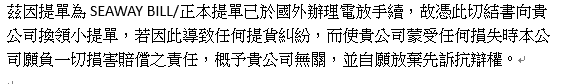 茲因提單為 SEAWAY BILL/正本提單已於國外辦理電放手續，故憑此切結書向貴
公司換領小提單，若因此導致任何提貨糾紛，而使貴公司蒙受任何損失時本公
司願負一切損害賠償之責任，概予貴公司無關，並自願放棄先訴抗辯權。